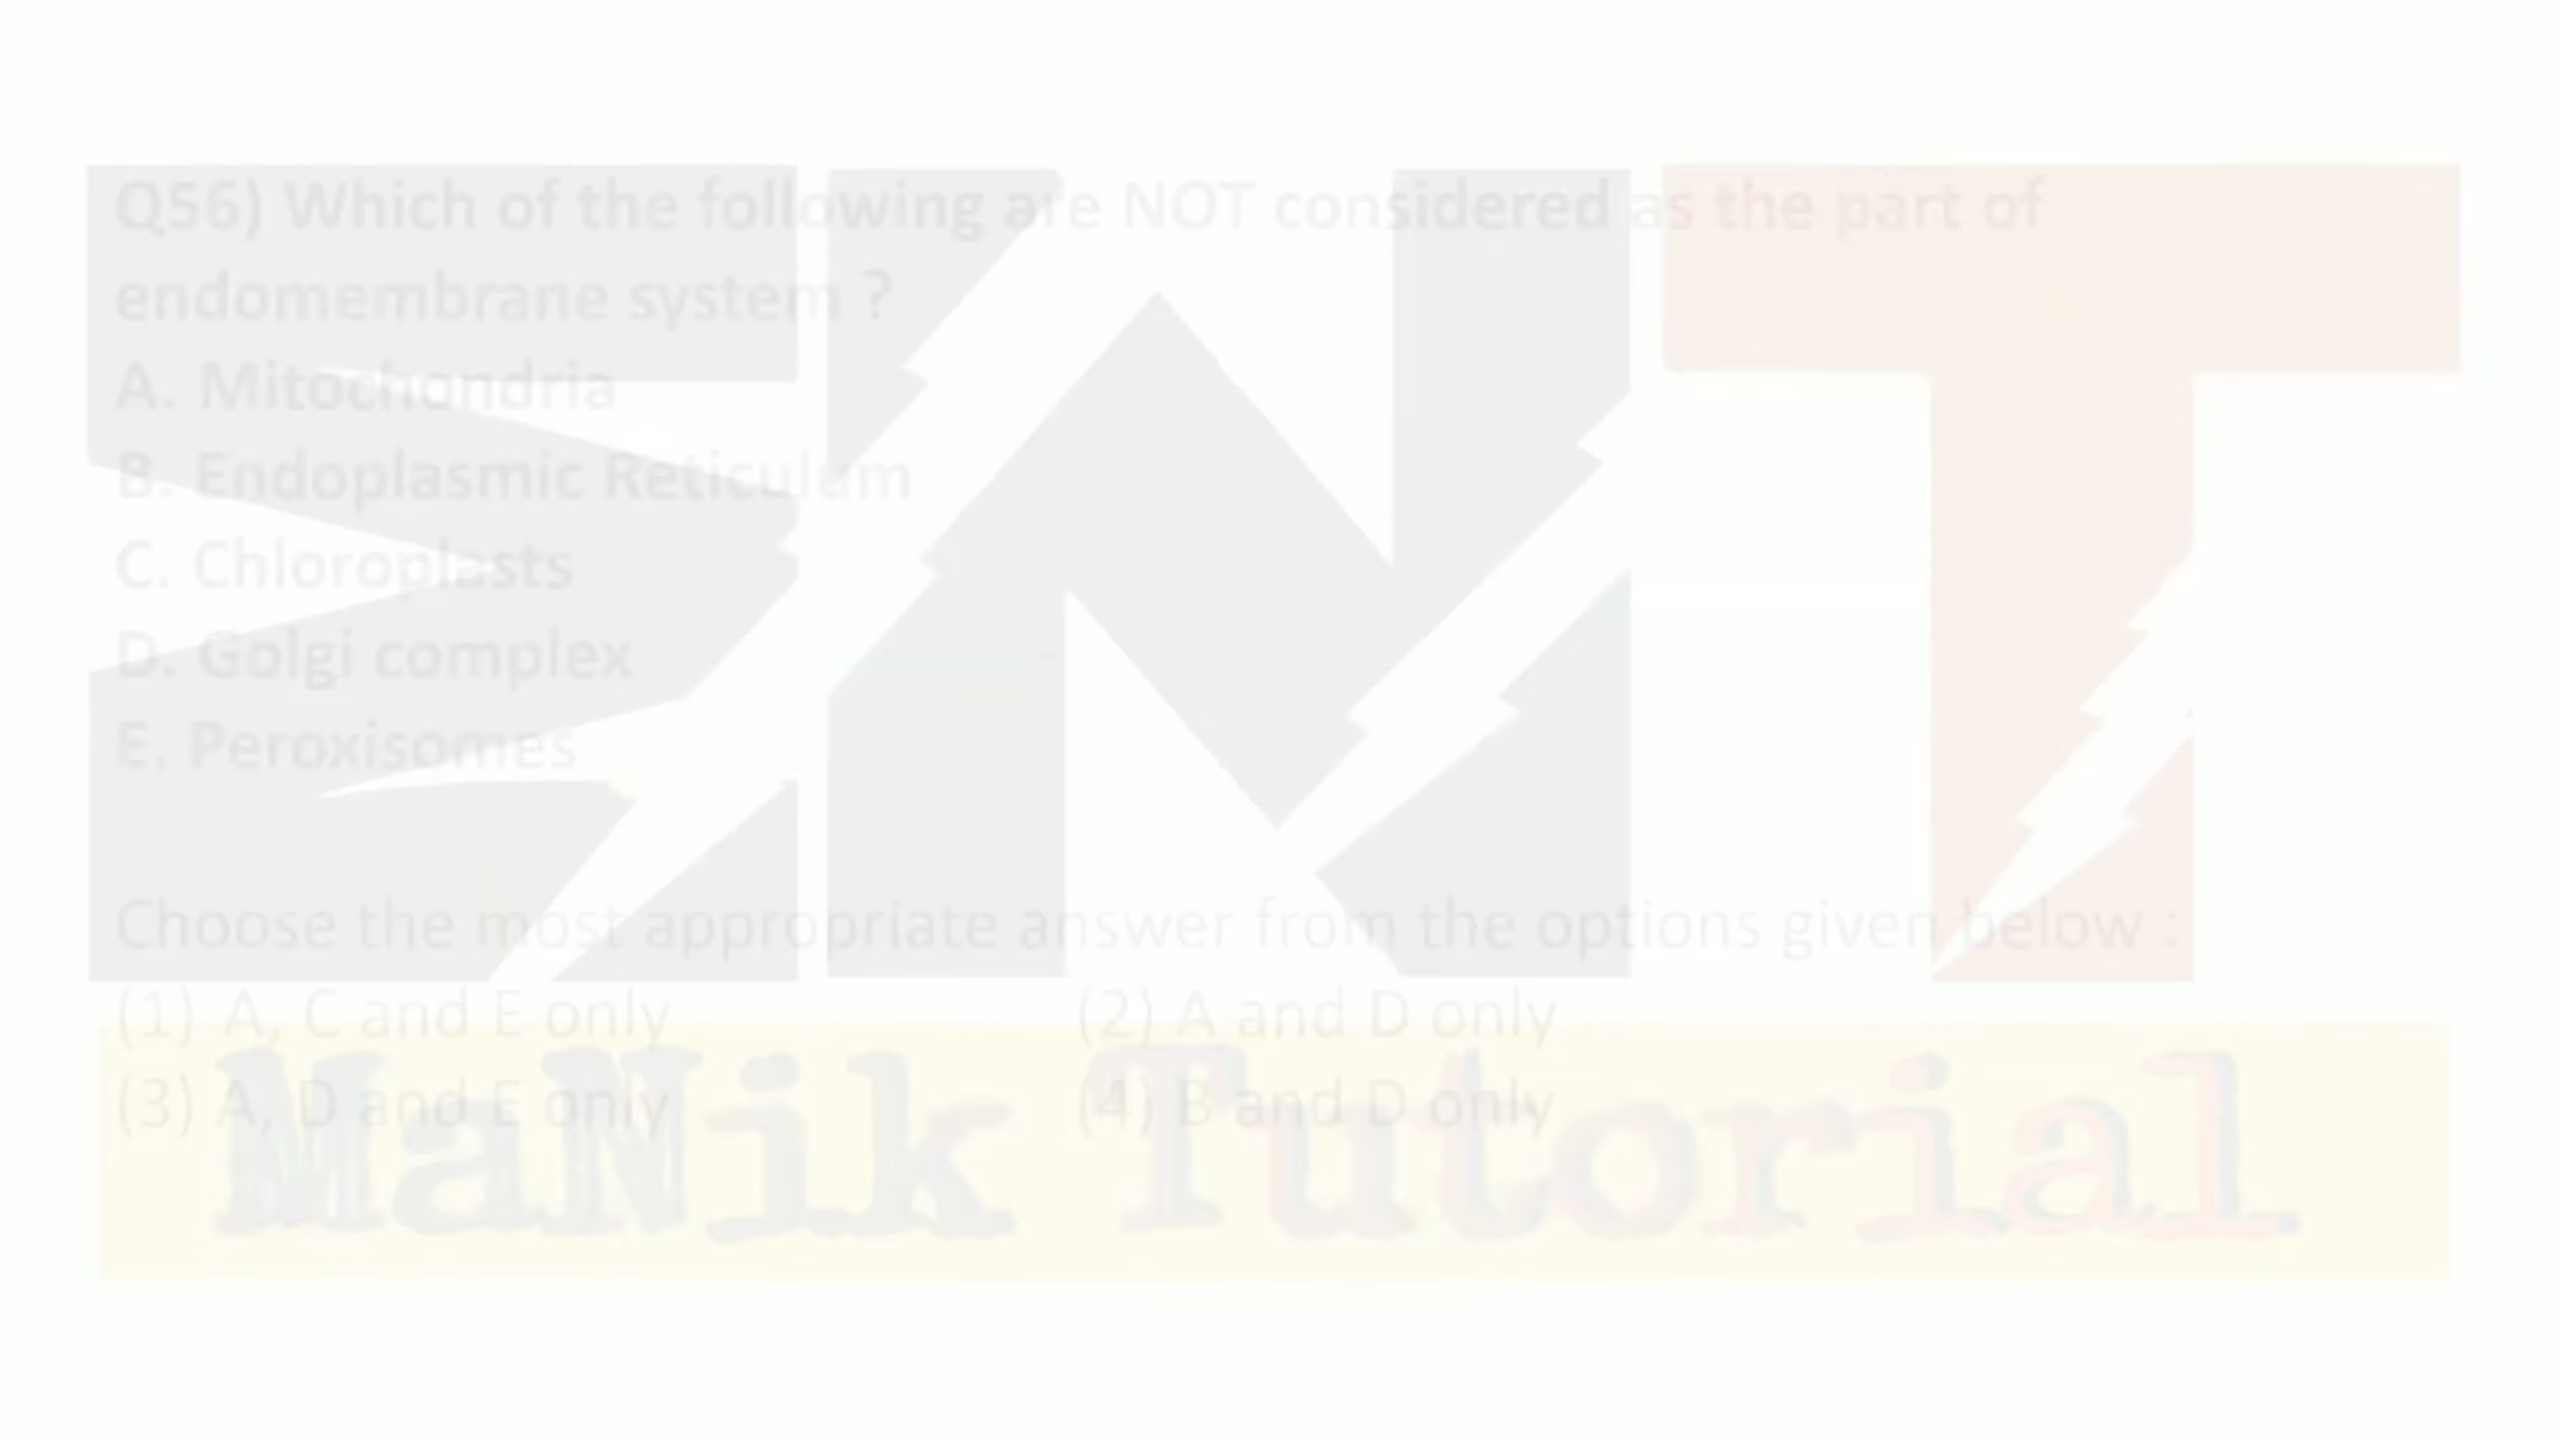 Q56) Which of the following are NOT considered as the part of
endomembrane system ?
A. Mitochondria
B. Endoplasmic Reticulum
C. Chloroplasts
D. Golgi complex
E. Peroxisomes
Choose the most appropriate answer from the options given below :
(1) A, C and E only (2) A and D only
(3) A, D and E only (4) B and D only
MNT
MaNik Tutorial